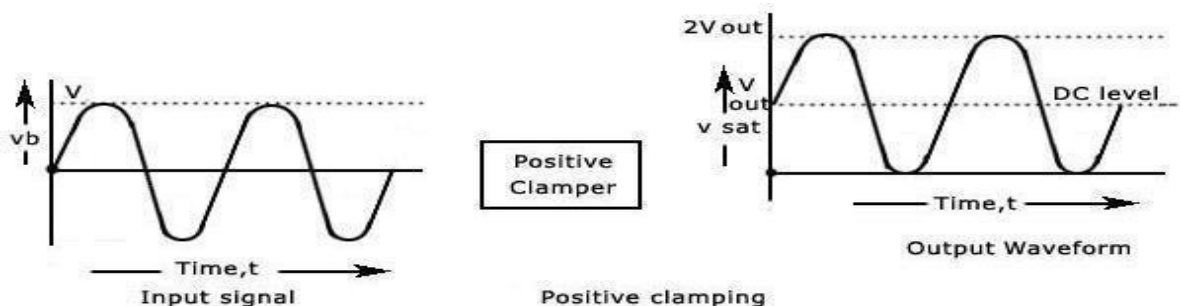 V
vb
Time,t
Input signal
Positive
Clamper
Positive clamping
2V out
V
out
v sat
DC level
Time,t
Output Waveform